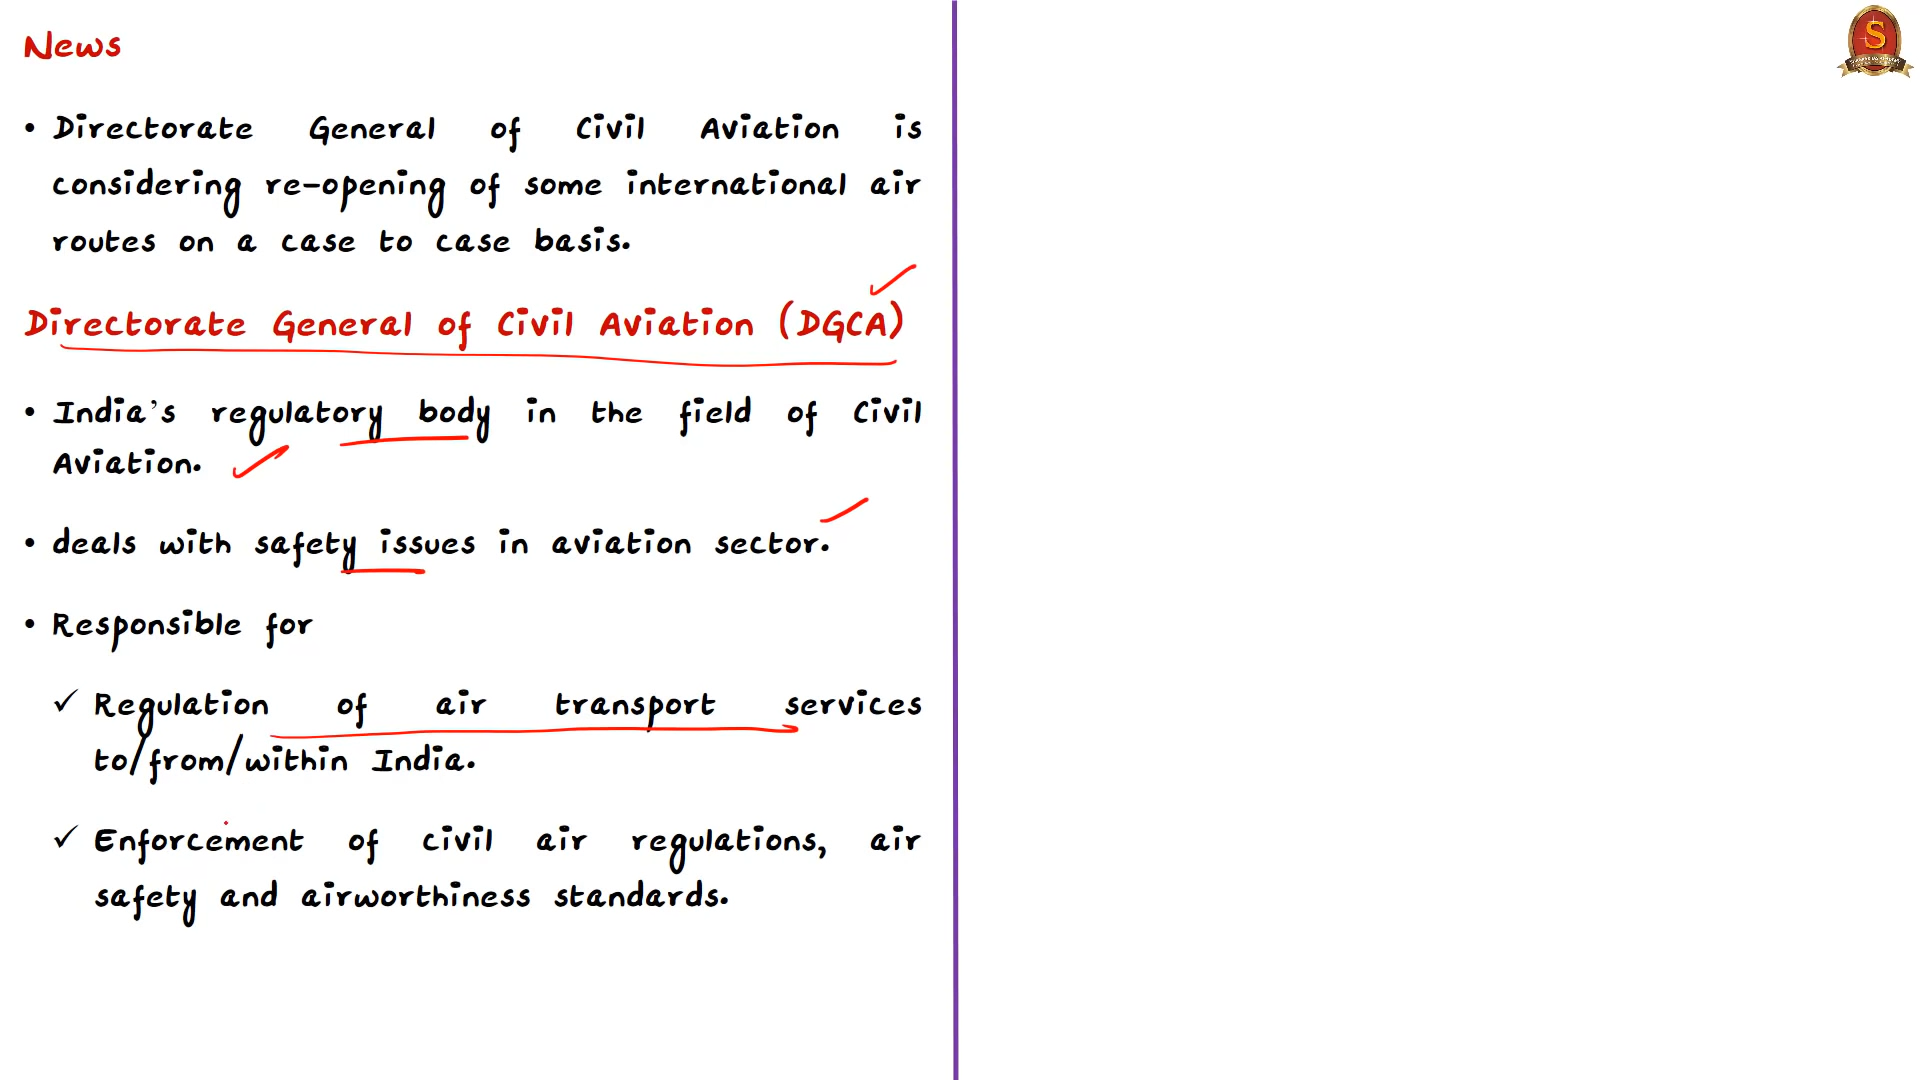 News
• Directorate General of Civil Aviation is
considering re-opening of some international air
routes on a case to case basis.
Directorate General of Civil Aviation (DGCA)
• India's regulatory body in the field of Civil
Aviation.
• deals with safety issues in aviation sector.
• Responsible for
✓ Regulation of air transport services
to/from/within India.
✓ Enforcement of civil air regulations, air
safety and airworthiness standards.
S